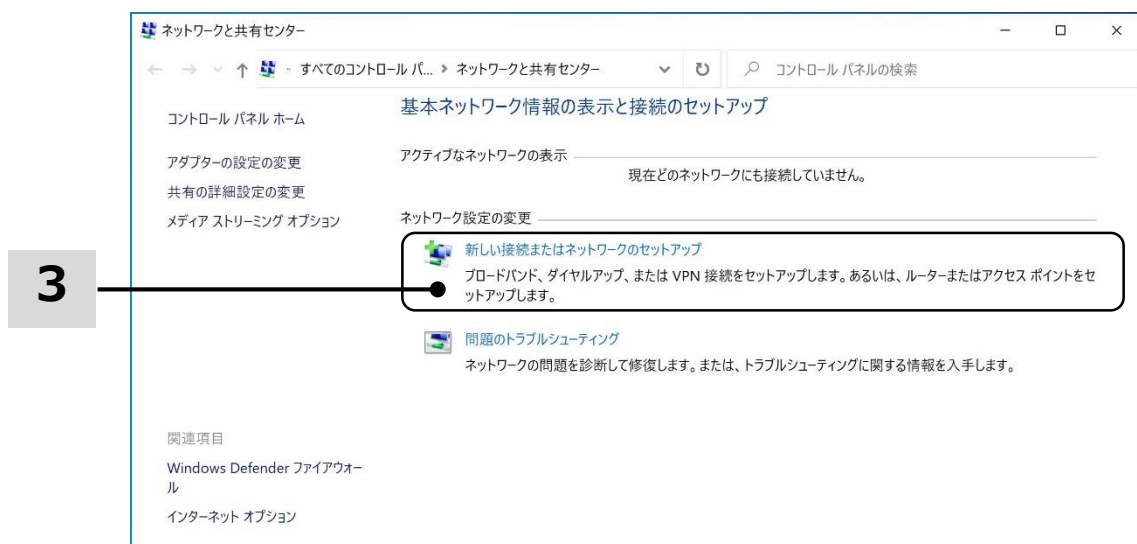 ネットワークと共有センター
すべてのコントロール パ... › ネットワークと共有センター
コントロール パネルの検索
コントロール パネル ホーム
アダプターの設定の変更
共有の詳細設定の変更
メディア ストリーミング オプション
基本ネットワーク情報の表示と接続のセットアップ
アクティブなネットワークの表示
現在どのネットワークにも接続していません。
ネットワーク設定の変更
新しい接続またはネットワークのセットアップ
ブロードバンド、ダイヤルアップ、または VPN 接続をセットアップします。あるいは、ルーターまたはアクセス ポイントをセ
ットアップします。
3
問題のトラブルシューティング
ネットワークの問題を診断して修復します。または、トラブルシューティングに関する情報を入手します。
関連項目
Windows Defender ファイアウォー
ル
インターネット オプション